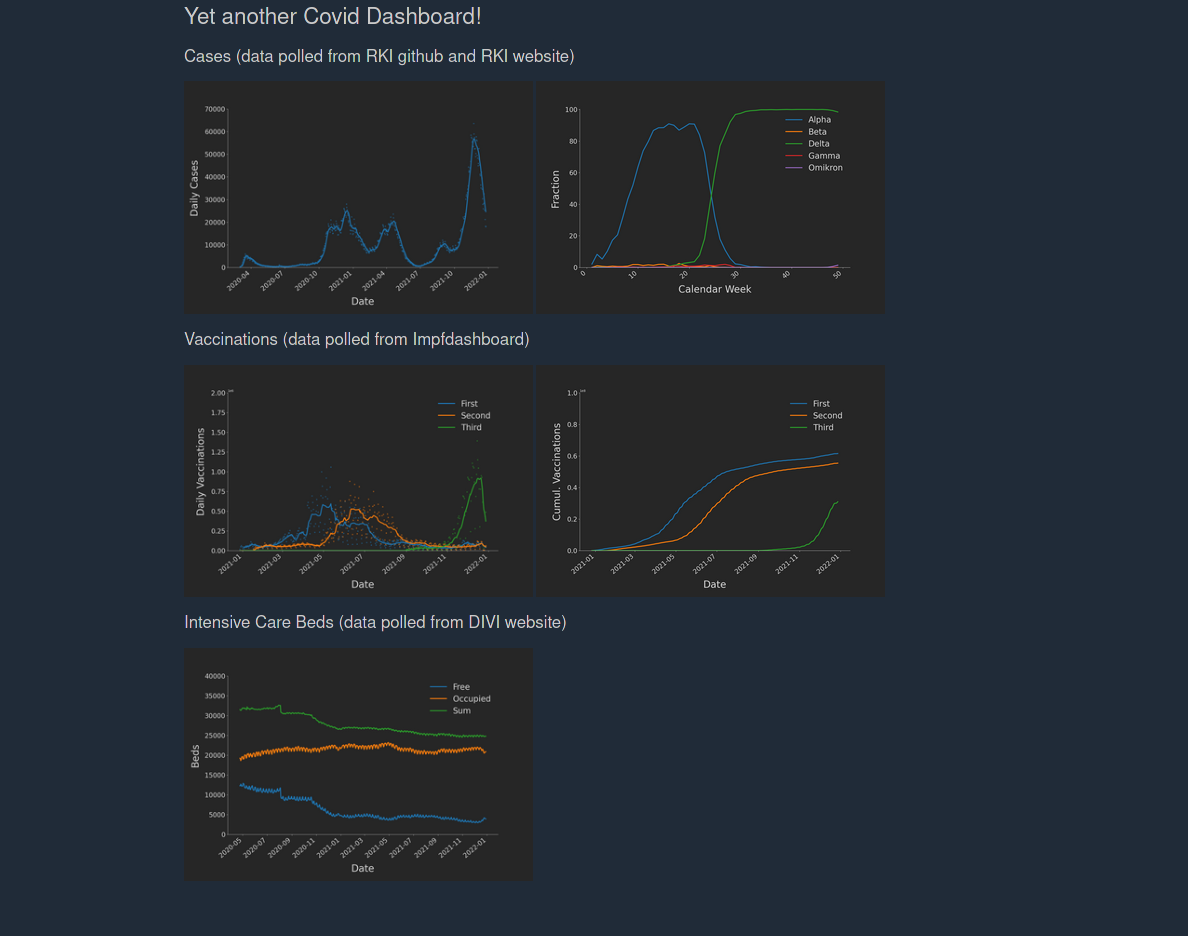 Yet another Covid Dashboard!
Cases (data polled from RKI github and RKI website)
70000
60000
50000
40000
30000
20000
10000
0
Daily Cases
2020-04
2020-07
2020-10
2021-01
2021-04
2021-07
2021-10
2022-01
Date
100
80
60
40
20
0
Fraction
Alpha
Beta
Delta
Gamma
Omikron
0
10
20
30
40
50
Calendar Week
Vaccinations (data polled from Impfdashboard)
2.00
1.75
1.50
1.25
1.00
0.75
0.50
0.25
0.00
Daily Vaccinations
First
Second
Third
2021-01
2021-03
2021-05
2021-07
2021-09
2021-11
2022-01
Date
1.0
0.8
0.6
0.4
0.2
0.0
Cumul. Vaccinations
First
Second
Third
2021-01
2021-03
2021-05
2021-07
2021-09
2021-11
2022-01
Date
Intensive Care Beds (data polled from DIVI website)
40000
35000
30000
25000
20000
15000
10000
5000
0
Beds
Free
Occupied
Sum
2020-05
2020-07
2020-09
2020-11
2021-01
2021-03
2021-05
2021-07
2021-09
2021-11
2022-01
Date